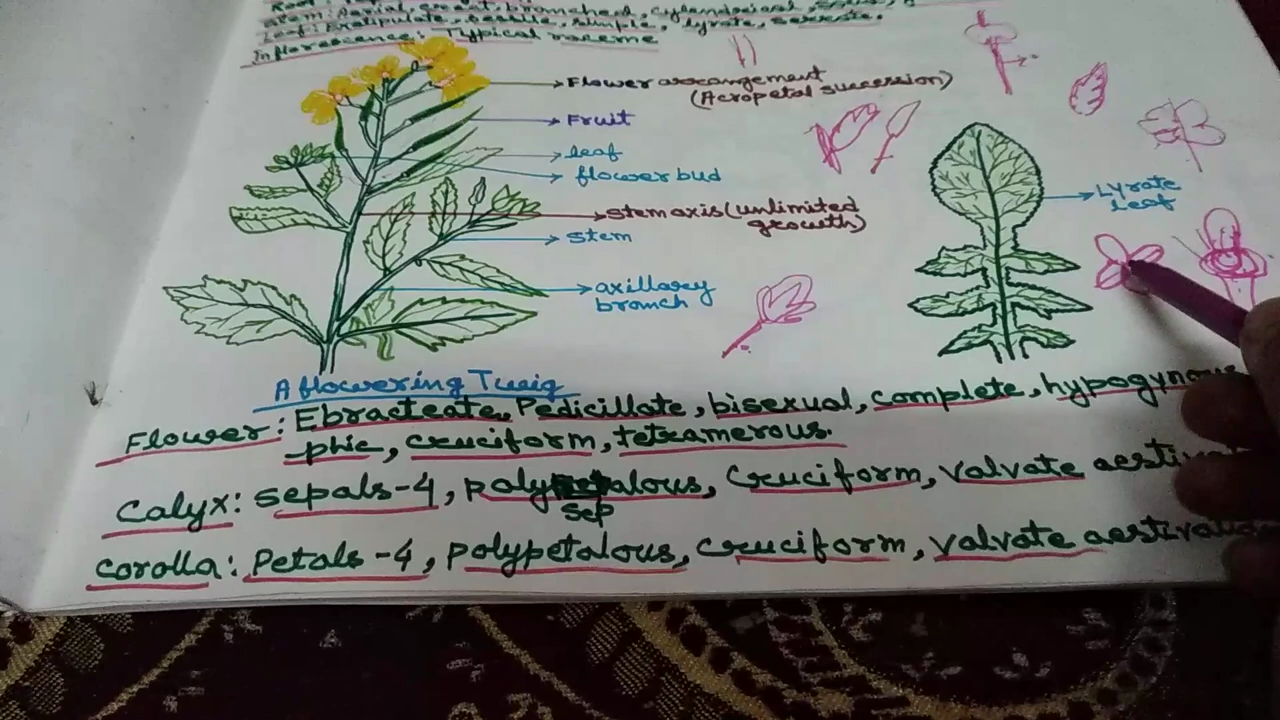 Root:
Stem: Aerial, erect, branched, cylendrical,
Leaf: Exstipulate, sessile, simple, lyrate, serrate.
Inflorescence: Typical raceme
Flower arrangement
(Acropetal succession)
Fruit
leaf
flower bud
stem axis (unlimited
growth)
stem
axillary
branch
Lyrate
leaf
A flowering Twig
Flower: Ebracteate, Pedicillate, bisexual, complete, hypogynous
-phic, cruciform, tetramerous.
Calyx: sepals-4, polysepalous, Cruciform, valvate
Corolla: Petals-4, polypetalous, cruciform, valvate aestivation